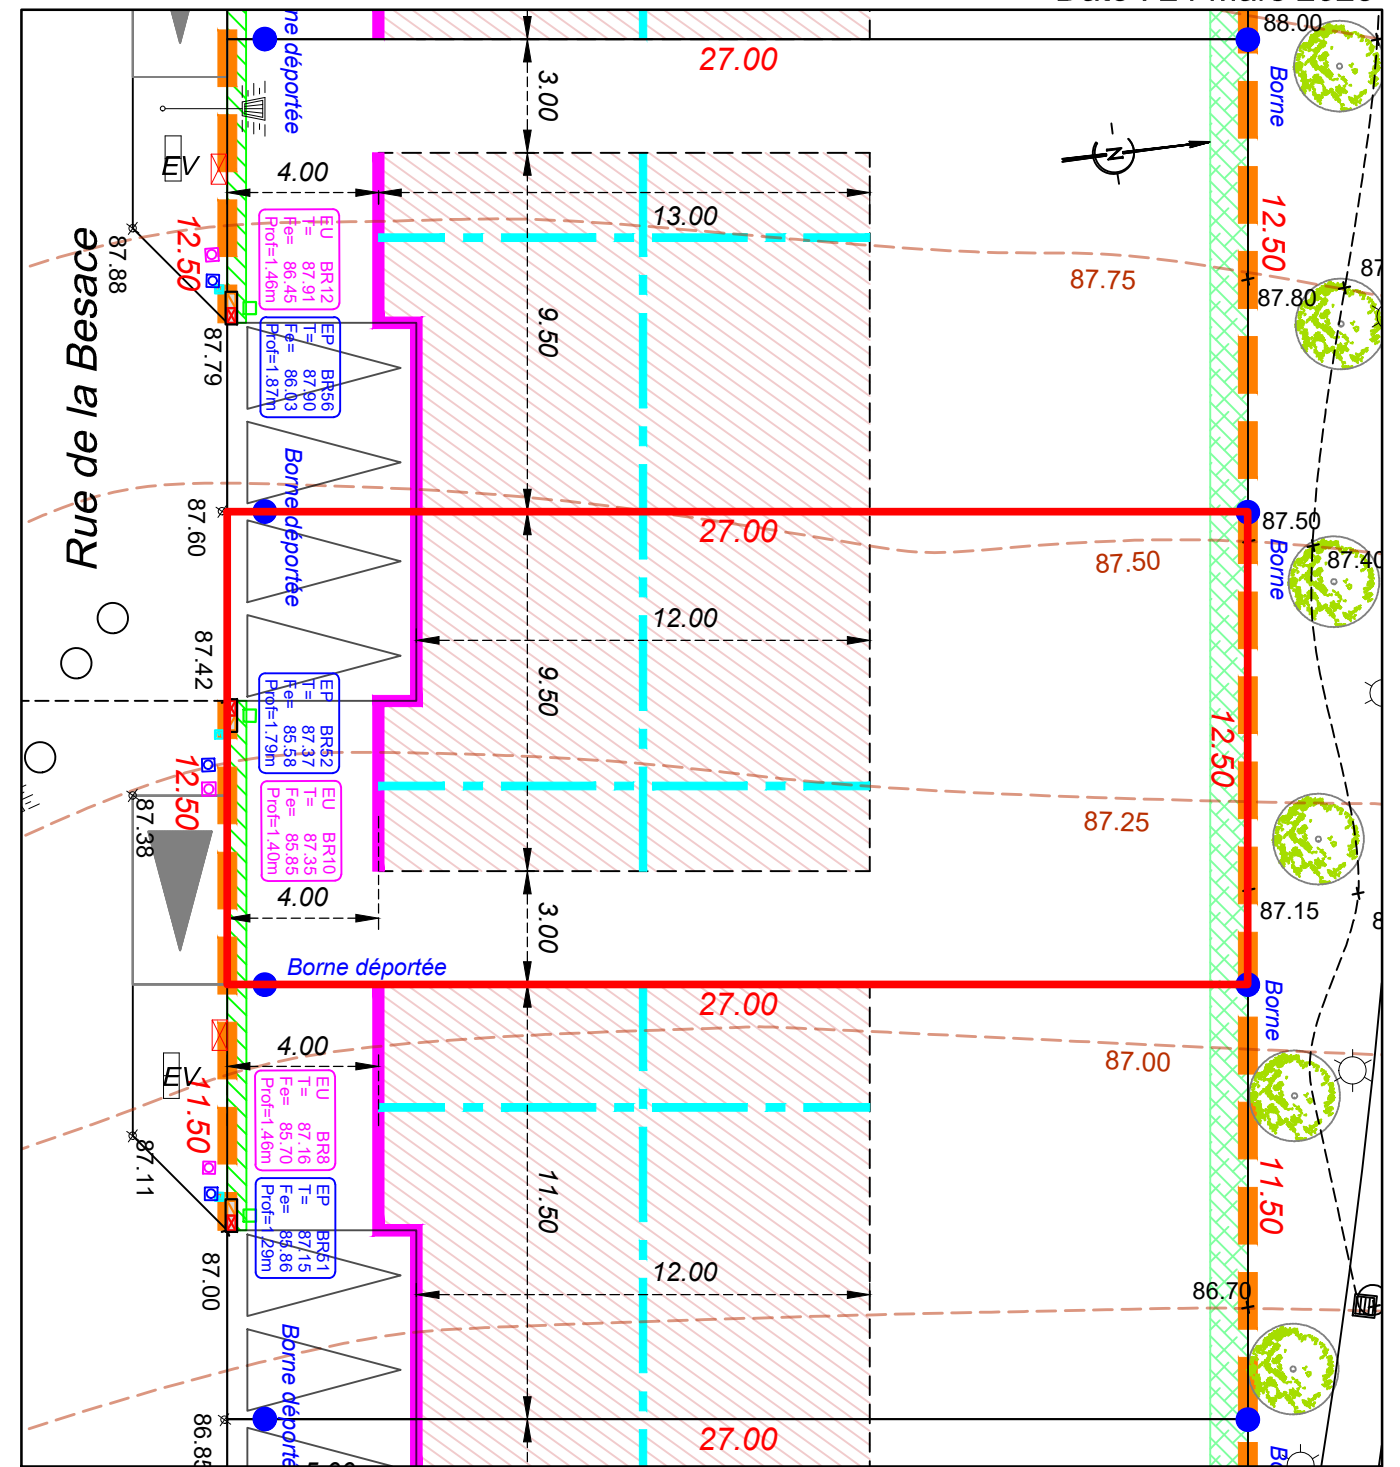 88.00
27.00
Borne
3.00
N
EV
4.00
13.00
12.50
12.50
EU BR12
T= 87.91
Fe= 86.45
Prof=1.46m
87.88
Rue de la Besace
87.75
87.80
9.50
87.79
EP BR56
T= 87.90
Fe= 86.03
Prof=1.87m
Borne déportée
87.60
27.00
87.50
87.50
Borne
87.40
12.00
87.42
9.50
EP BR52
T= 87.37
Fe= 85.58
Prof=1.79m
12.50
12.50
87.38
EU BR10
T= 87.35
Fe= 85.85
Prof=1.40m
87.25
4.00
3.00
87.15
Borne déportée
27.00
Borne
4.00
87.00
EV
11.50
EU BR8
T= 87.16
Fe= 85.70
Prof=1.46m
87.11
11.50
11.50
EP BR51
T= 87.15
Fe= 85.86
Prof=1.29m
87.00
12.00
86.70
Borne déportée
86.85
27.00